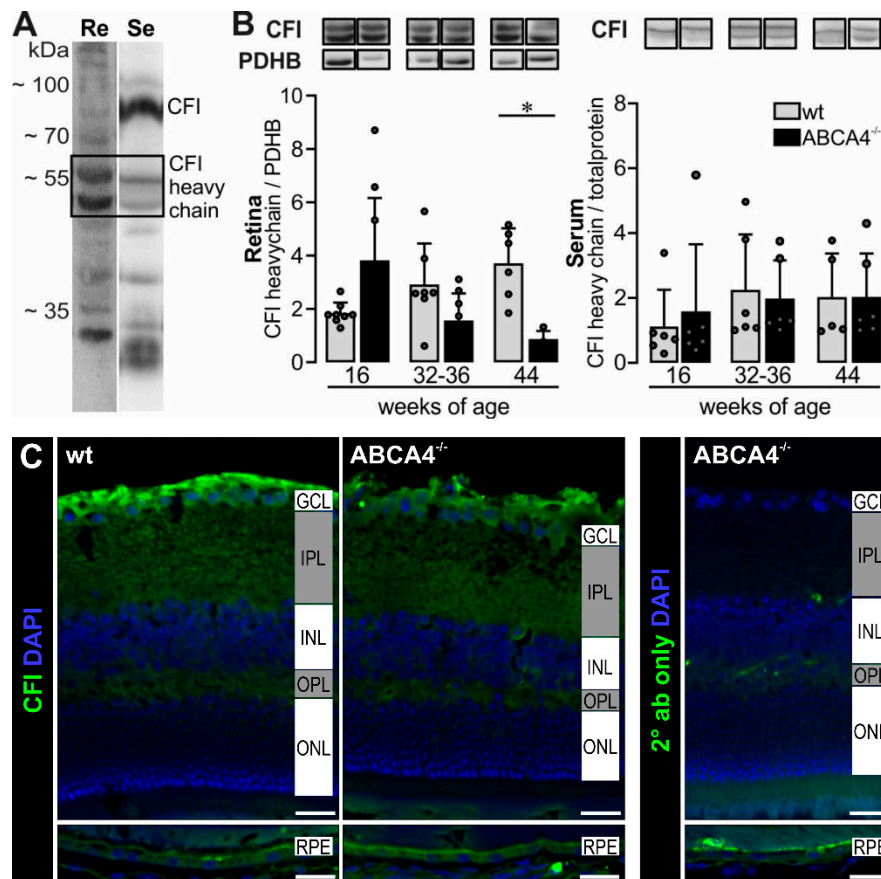 A
Re Se
kDa
~ 100
CFI
~ 70
CFI
heavy
chain
~ 55
~ 35
B
CFI
PDHB
Retina
CFI heavychain / PDHB
10
8
6
4
2
0
*
16 32-36 44
weeks of age
CFI
wt
ABCA4-/-
Serum
CFI heavy chain / totalprotein
8
6
4
2
0
16 32-36 44
weeks of age
C
CFI DAPI
wt
GCL
IPL
INL
OPL
ONL
RPE
ABCA4-/-
GCL
IPL
INL
OPL
ONL
RPE
2° ab only DAPI
ABCA4-/-
GCL
IPL
INL
OPL
ONL
RPE